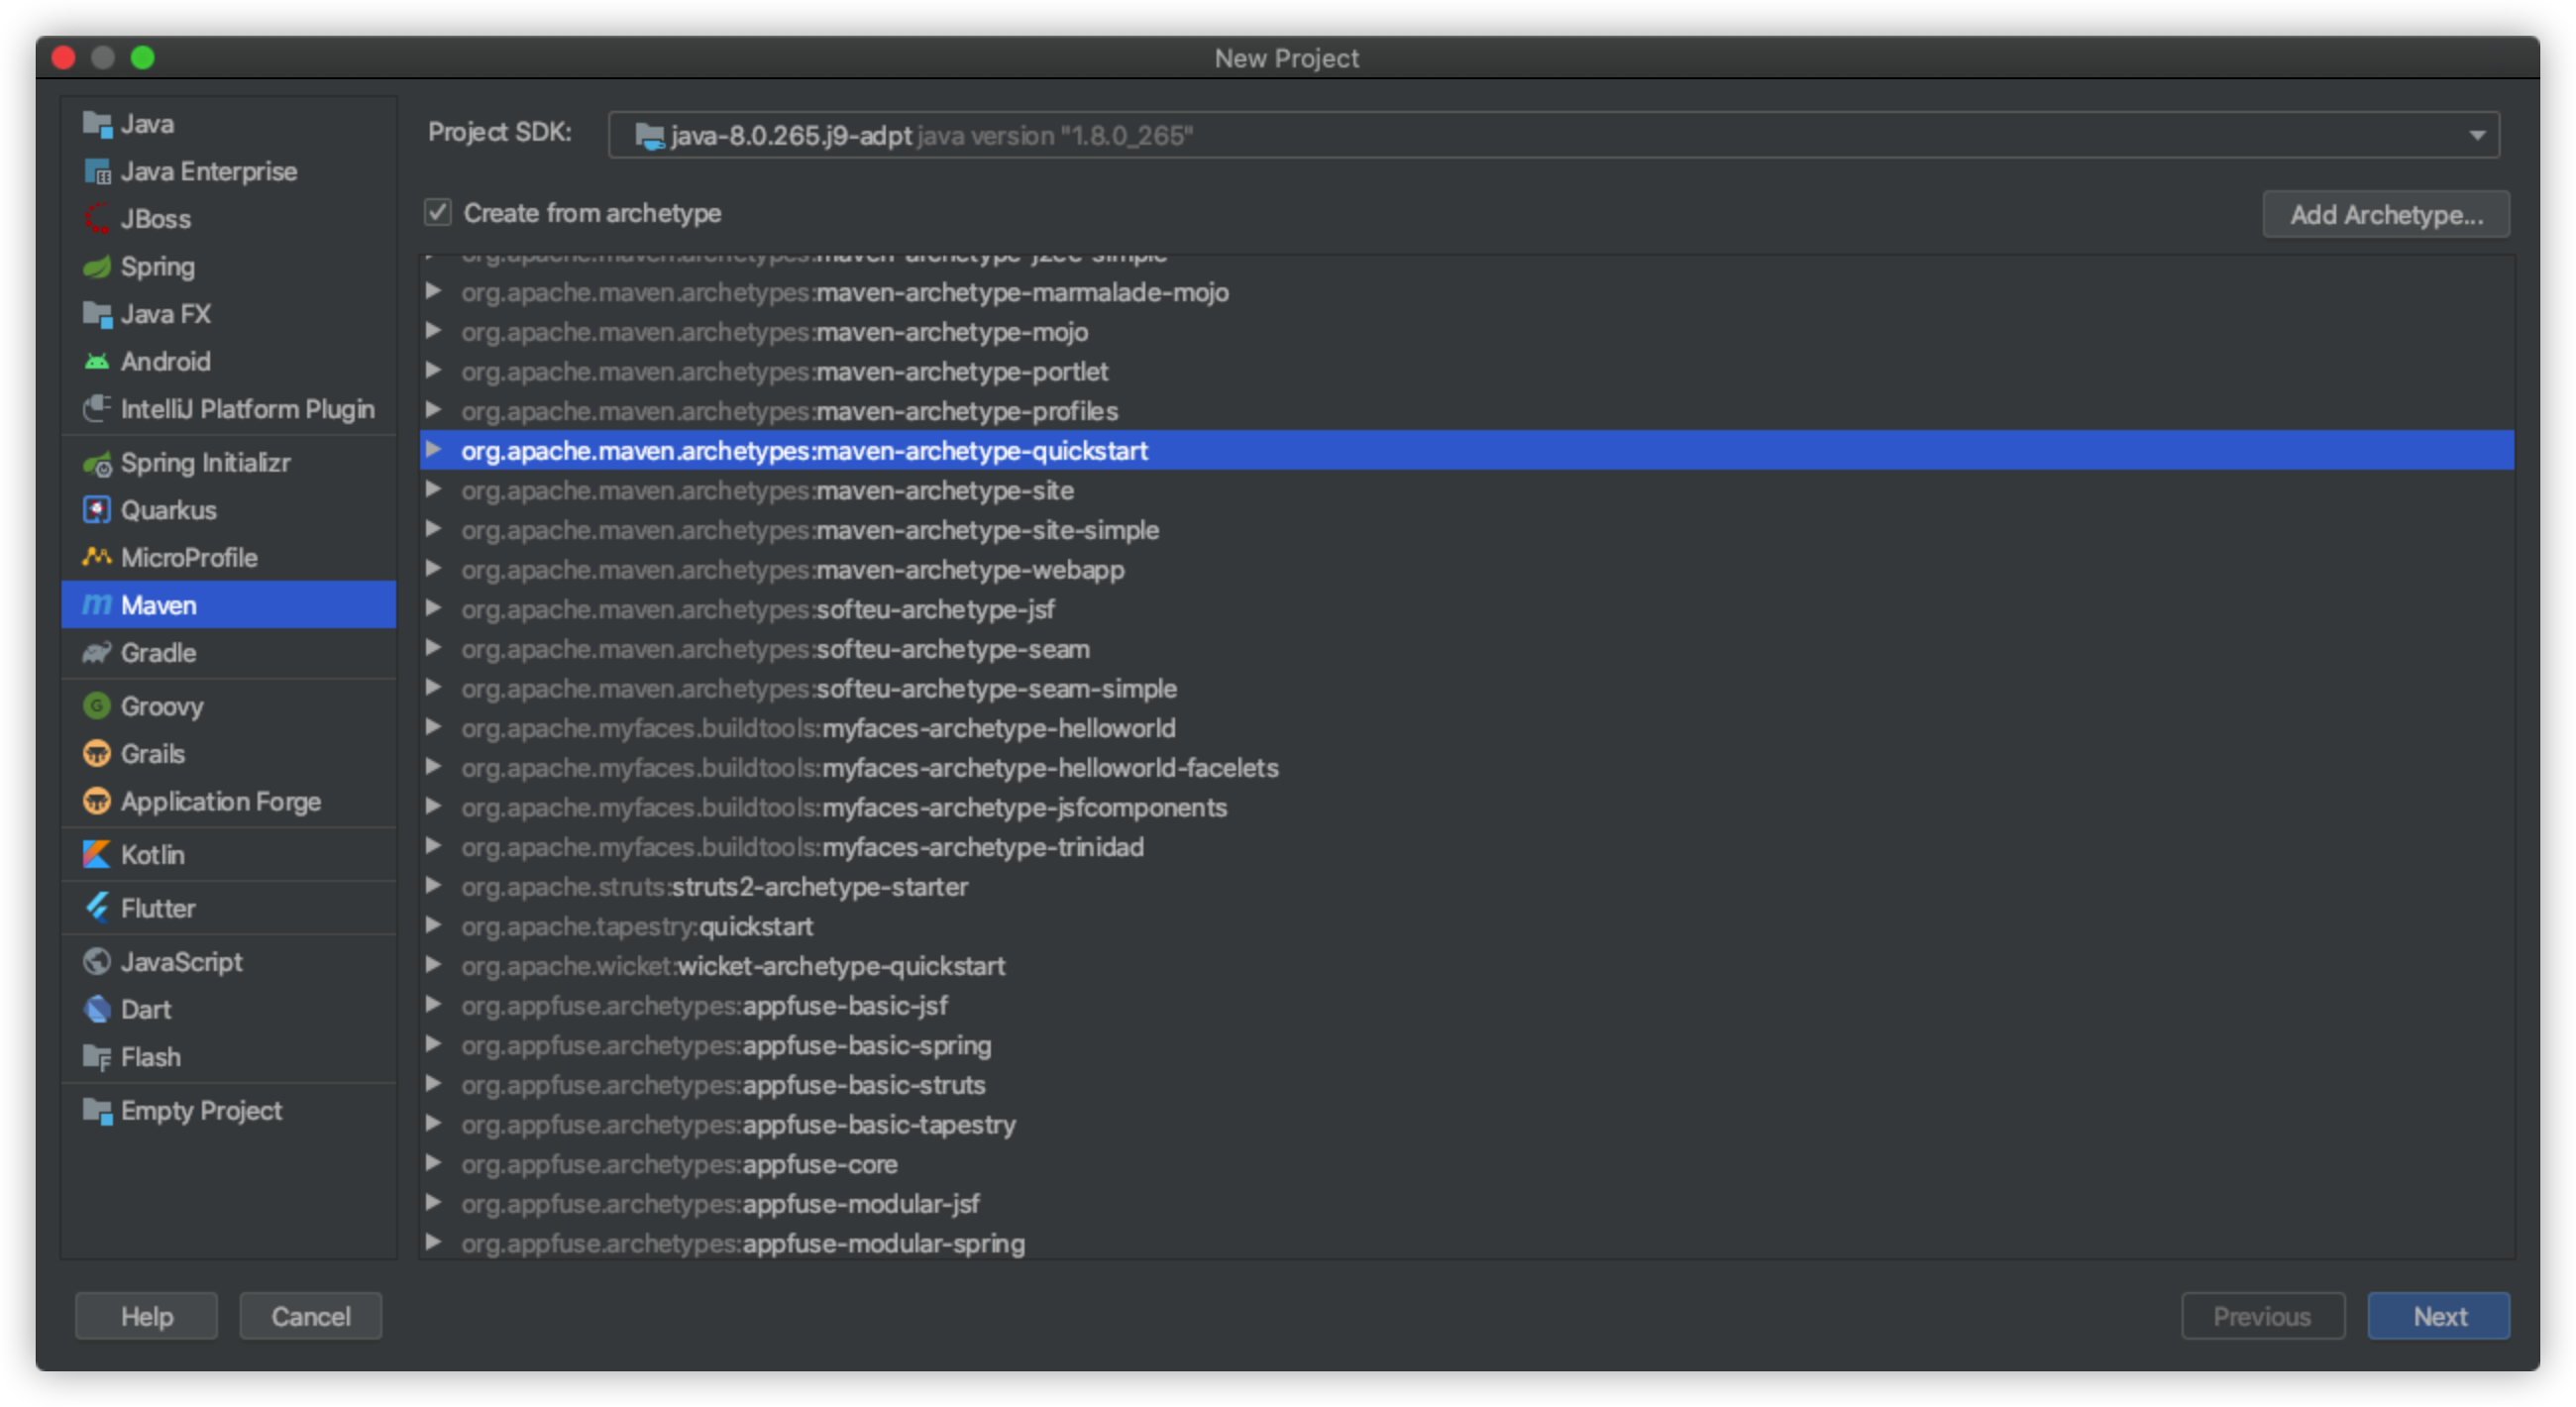 New Project
Java
Java Enterprise
JBoss
Spring
Java FX
Android
IntelliJ Platform Plugin
Spring Initializr
Quarkus
MicroProfile
Maven
Gradle
Groovy
Grails
Application Forge
Kotlin
Flutter
JavaScript
Dart
Flash
Empty Project
Project SDK: java-8.0.265.j9-adpt java version "1.8.0_265"
Create from archetype
Add Archetype...
org.apache.maven.archetypes:maven-archetype-j2ee-simple
org.apache.maven.archetypes:maven-archetype-marmalade-mojo
org.apache.maven.archetypes:maven-archetype-mojo
org.apache.maven.archetypes:maven-archetype-portlet
org.apache.maven.archetypes:maven-archetype-profiles
org.apache.maven.archetypes:maven-archetype-quickstart
org.apache.maven.archetypes:maven-archetype-site
org.apache.maven.archetypes:maven-archetype-site-simple
org.apache.maven.archetypes:maven-archetype-webapp
org.apache.maven.archetypes:softeu-archetype-jsf
org.apache.maven.archetypes:softeu-archetype-seam
org.apache.maven.archetypes:softeu-archetype-seam-simple
org.apache.myfaces.buildtools:myfaces-archetype-helloworld
org.apache.myfaces.buildtools:myfaces-archetype-helloworld-facelets
org.apache.myfaces.buildtools:myfaces-archetype-jsfcomponents
org.apache.myfaces.buildtools:myfaces-archetype-trinidad
org.apache.struts:struts2-archetype-starter
org.apache.tapestry:quickstart
org.apache.wicket:wicket-archetype-quickstart
org.appfuse.archetypes:appfuse-basic-jsf
org.appfuse.archetypes:appfuse-basic-spring
org.appfuse.archetypes:appfuse-basic-struts
org.appfuse.archetypes:appfuse-basic-tapestry
org.appfuse.archetypes:appfuse-core
org.appfuse.archetypes:appfuse-modular-jsf
org.appfuse.archetypes:appfuse-modular-spring
Help
Cancel
Previous
Next